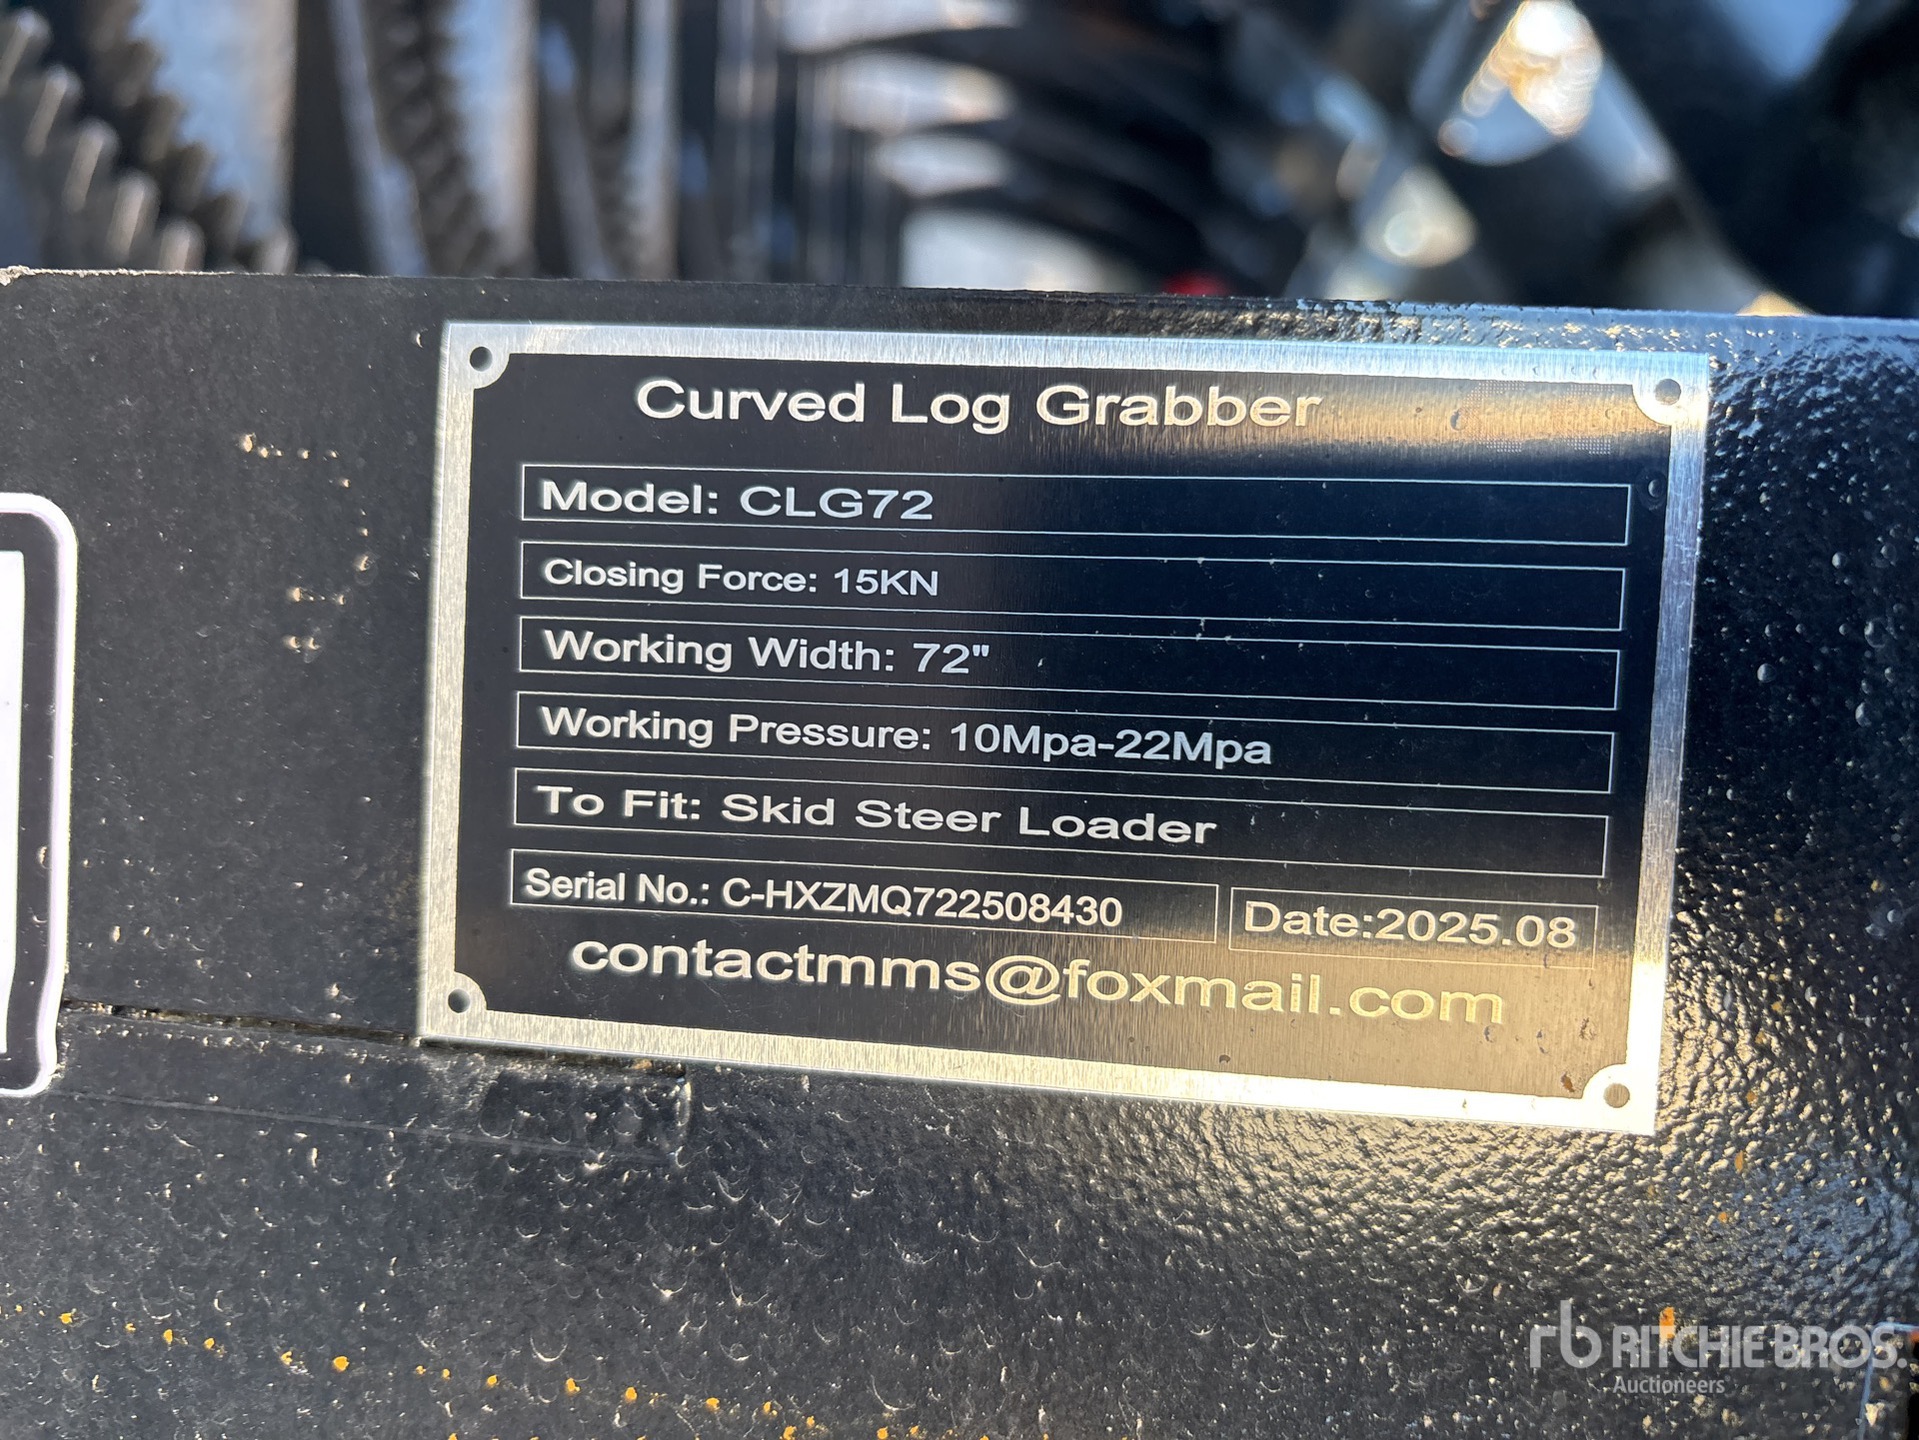 Curved Log Grabber
Model: CLG72
Closing Force: 15KN
Working Width: 72"
Working Pressure: 10Mpa-22Mpa
To Fit: Skid Steer Loader
Serial No.: C-HXZMQ722508430 Date:2025.08
contactmms@foxmail.com
rb RITCHIE BROS.
Auctioneers